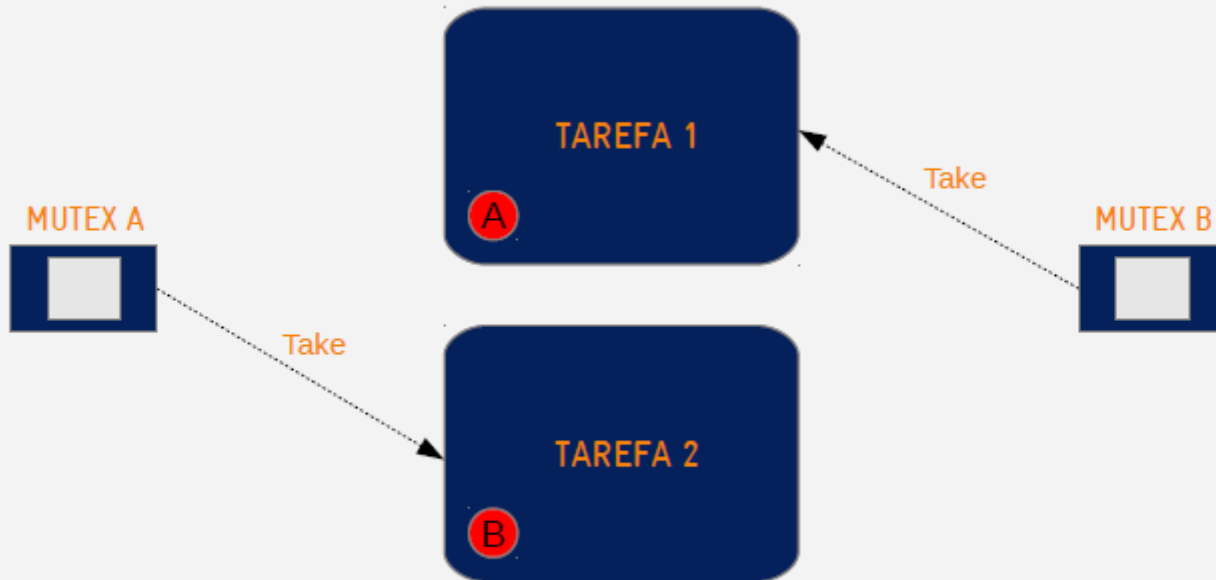 TAREFA 1
Take
A
MUTEX A
MUTEX B
Take
TAREFA 2
B